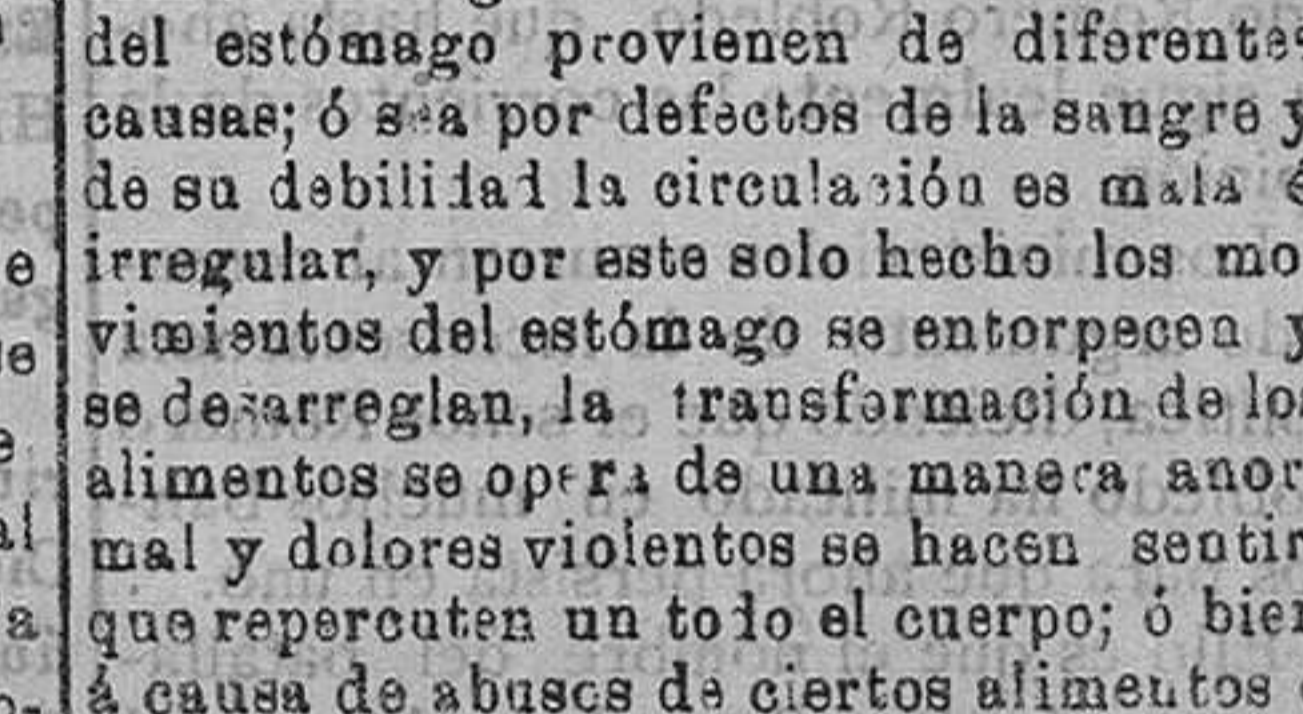 del estómago provienen de diferentes
causas; ó sea por defectos de la sangre y
de su debilidad la circulación es mala é
irregular, y por este solo hecho los mo
vimientos del estómago se entorpecen y
se desarreglan, la transformación de los
alimentos se opera de una manera anor
mal y dolores violentos se hacen sentir
que repercuten un todo el cuerpo; ó bien
á causa de abusos de ciertos alimentos